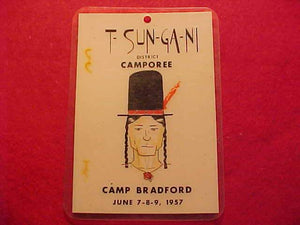 T-SUN-GA-NI
DISTRICT
CAMPOREE
CAMP BRADFORD
JUNE 7-8-9, 1957